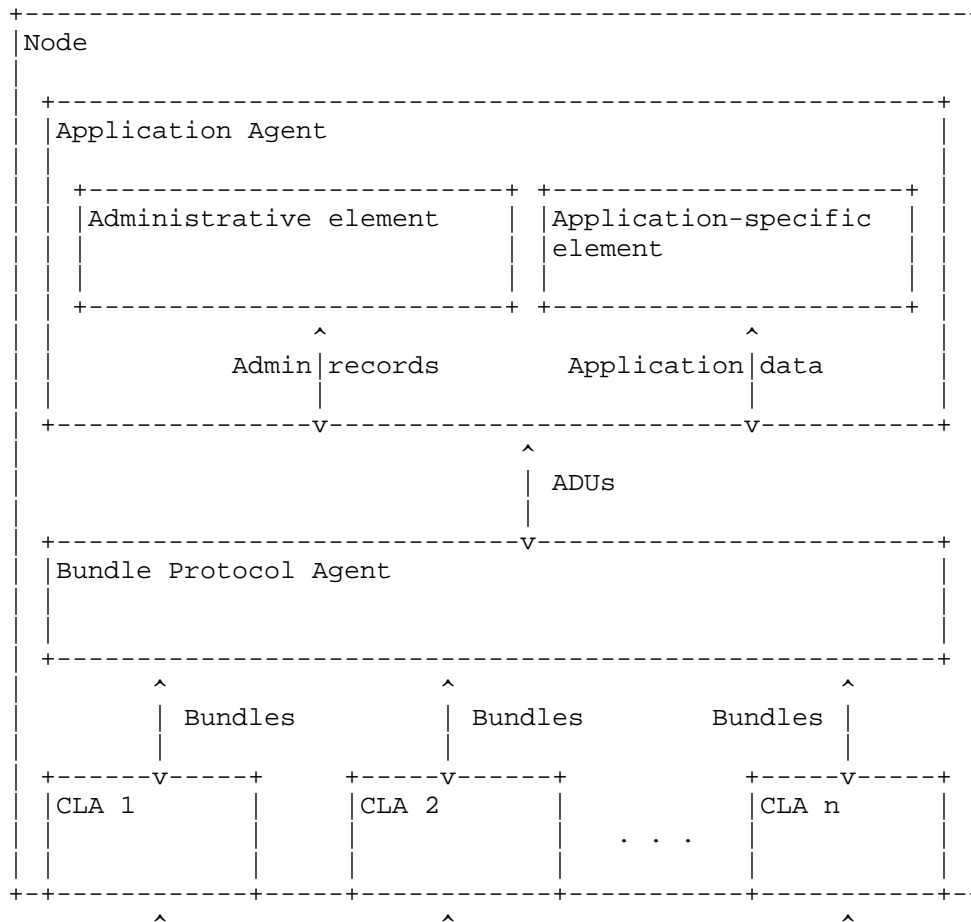 Node
Application Agent
Administrative element Application-specific
element
Admin records Application data
ADUs
Bundle Protocol Agent
Bundles Bundles Bundles
CLA 1 CLA 2 CLA n
. . .